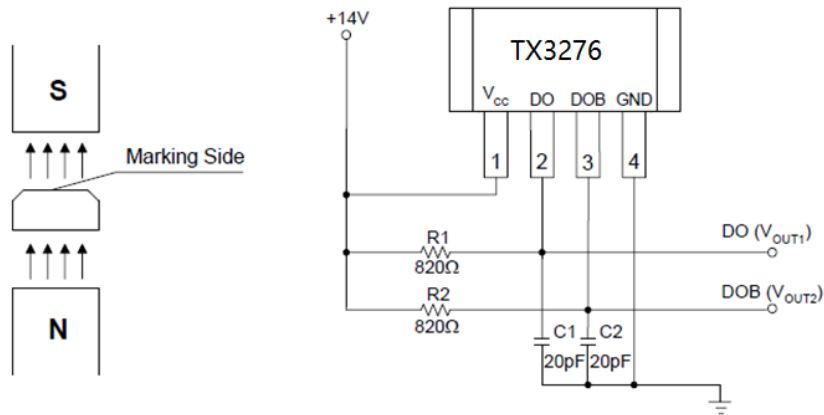 S
Marking Side
N
+14V
TX3276
VCC DO DOB GND
1 2 3 4
R1
820Ω
DO (VOUT1)
R2
820Ω
DOB (VOUT2)
C1 C2
20pF 20pF